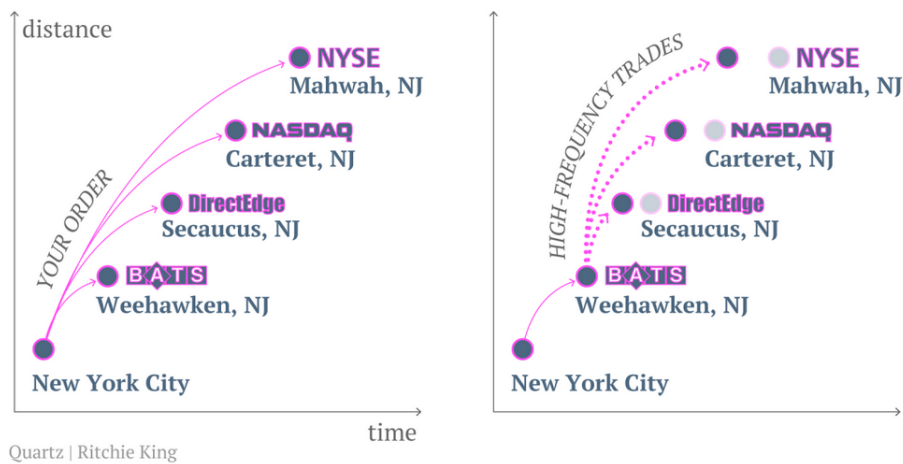 distance
NYSE
Mahwah, NJ
NASDAQ
Carteret, NJ
YOUR ORDER
DirectEdge
Secaucus, NJ
BATS
Weehawken, NJ
New York City
time
HIGH-FREQUENCY TRADES
NYSE
Mahwah, NJ
NASDAQ
Carteret, NJ
DirectEdge
Secaucus, NJ
BATS
Weehawken, NJ
New York City
Quartz | Ritchie King